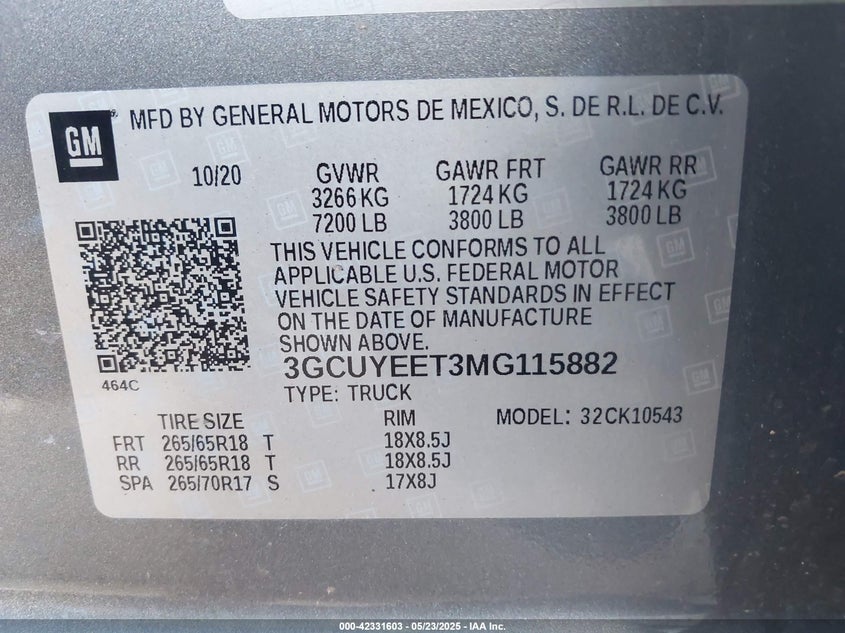 GM
MFD BY GENERAL MOTORS DE MEXICO, S. DE R.L. DE C.V.
10/20 GVWR GAWR FRT GAWR RR
3266 KG 1724 KG 1724 KG
7200 LB 3800 LB 3800 LB
THIS VEHICLE CONFORMS TO ALL
APPLICABLE U.S. FEDERAL MOTOR
VEHICLE SAFETY STANDARDS IN EFFECT
ON THE DATE OF MANUFACTURE
SHOWN ABOVE.
3GCUYEET3MG115882
464C
TYPE: TRUCK
TIRE SIZE RIM MODEL: 32CK10543
FRT 265/65R18 T 18X8.5J
RR 265/65R18 T 18X8.5J
SPA 265/70R17 S 17X8J
000-42331603 — 05/23/2025 — IAA Inc.